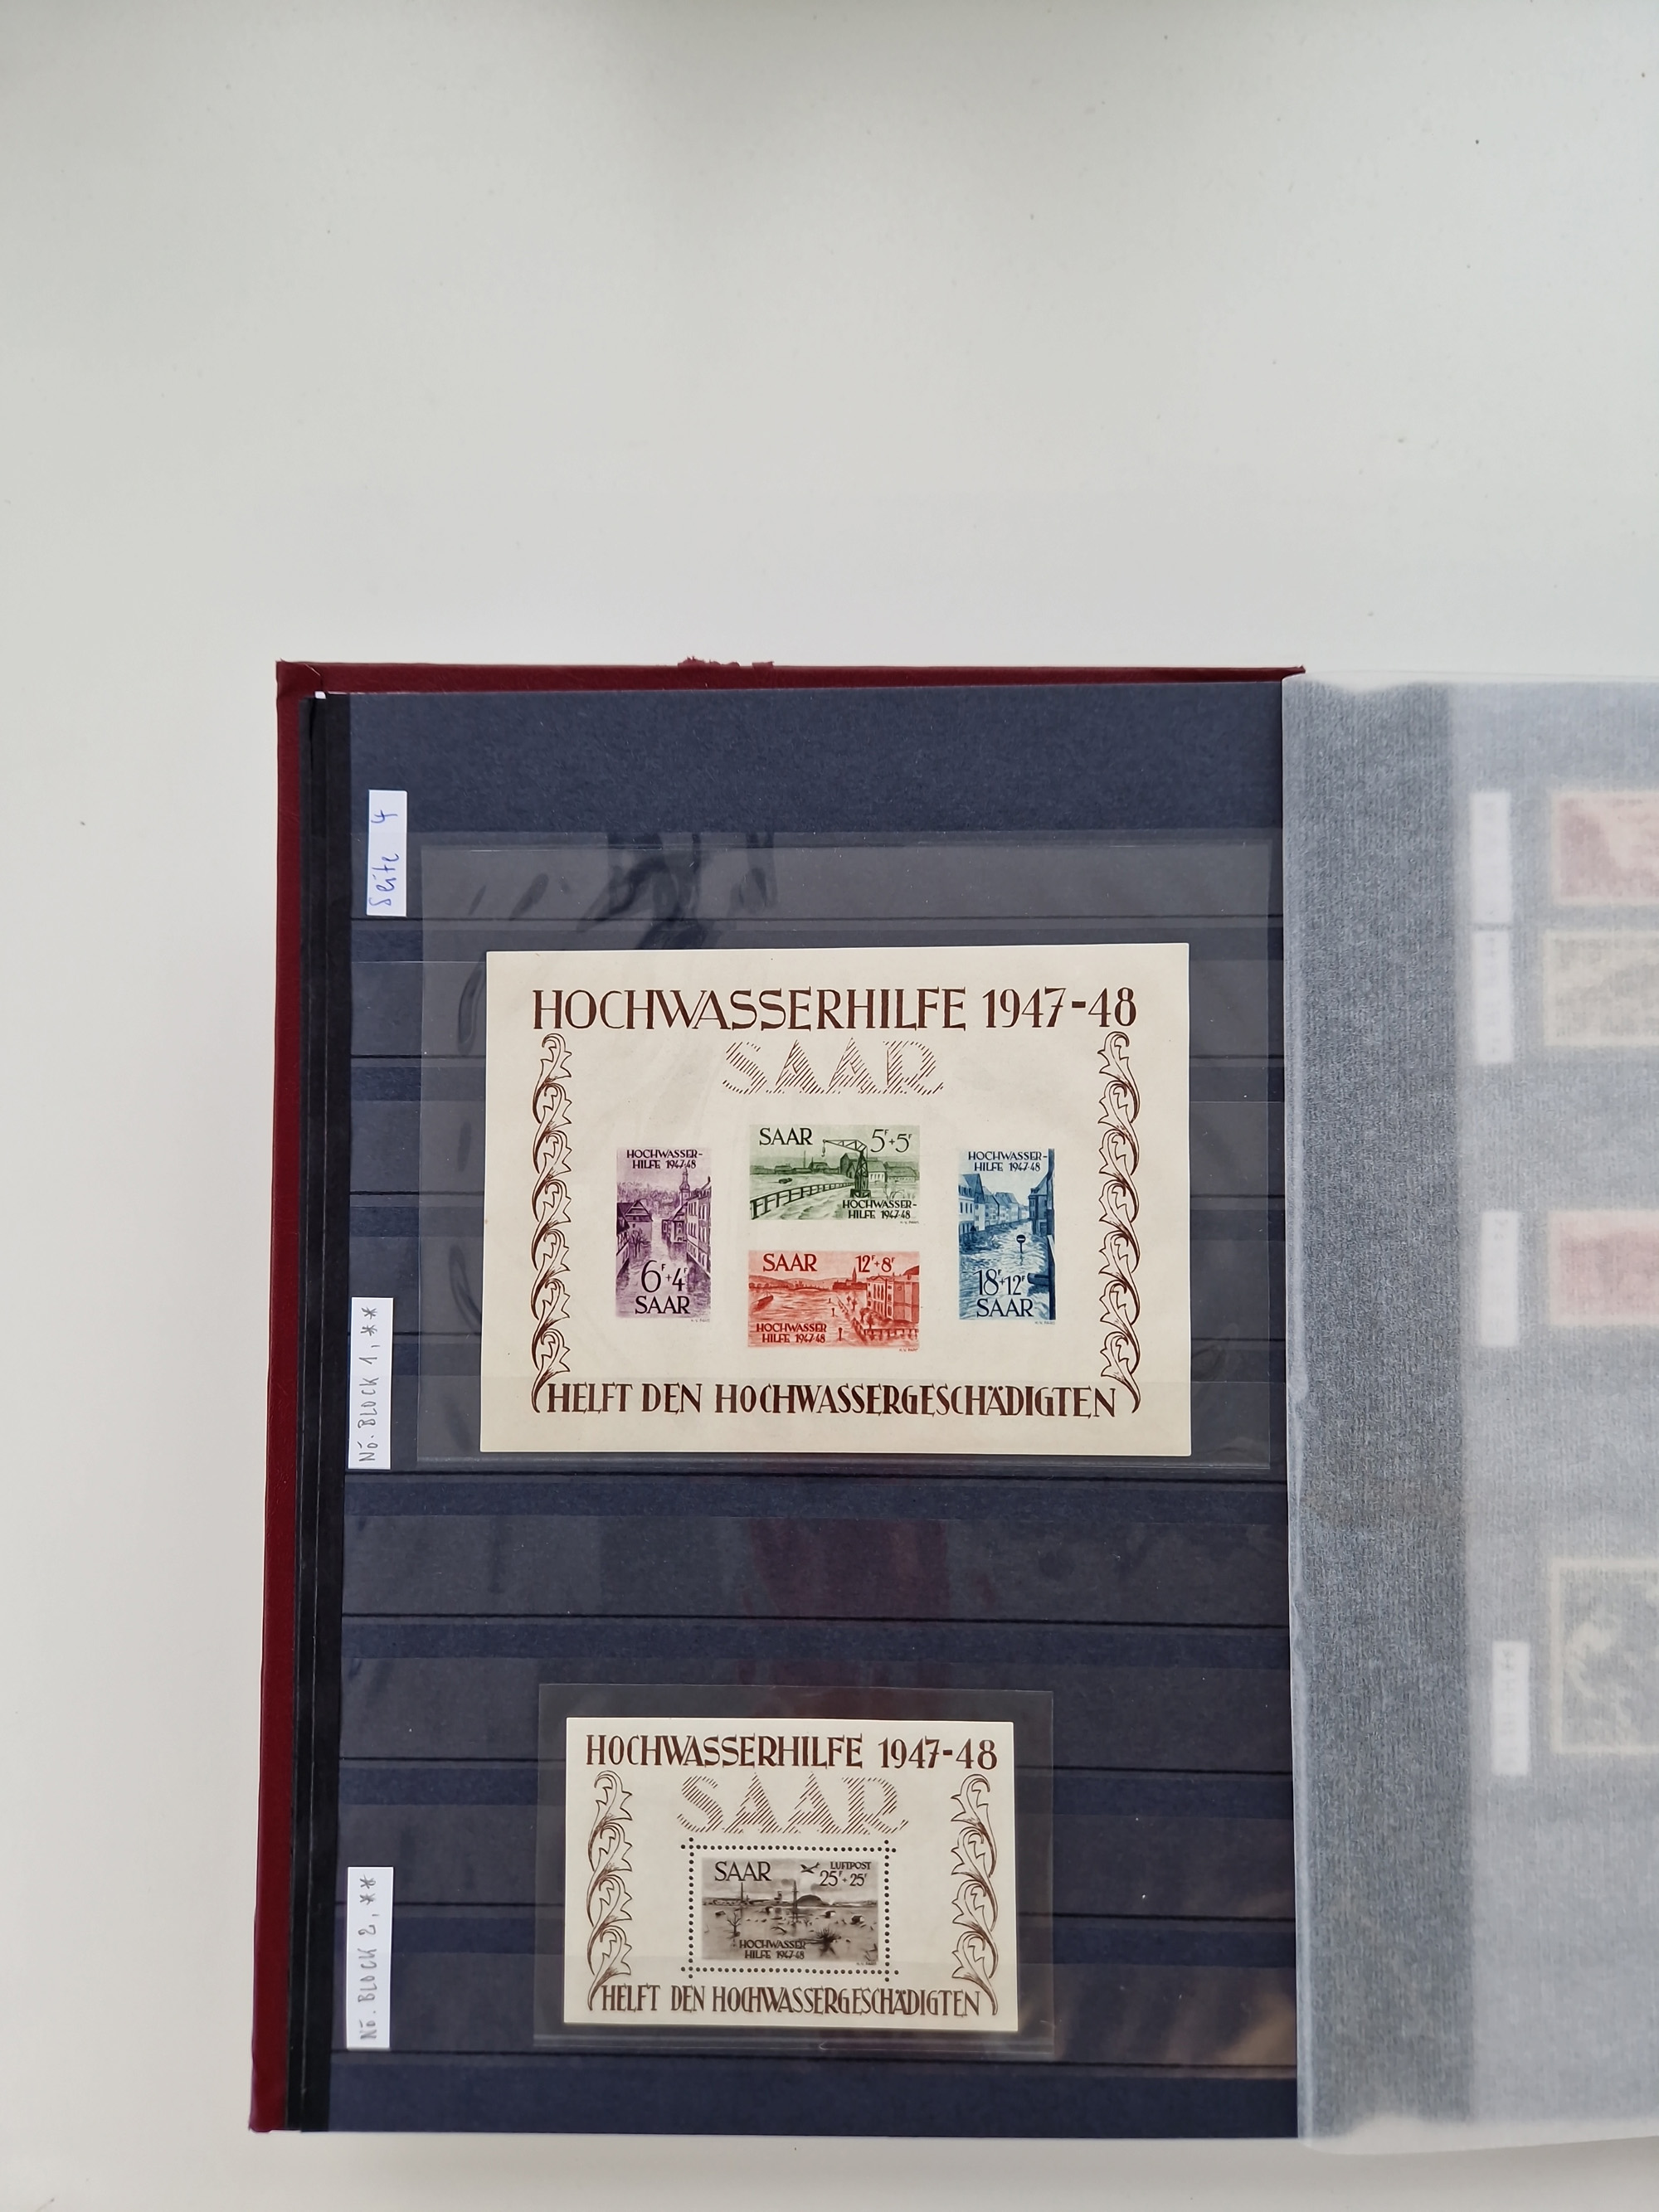 Seite 4
HOCHWASSERHILFE 1947-48
SAAR
HOCHWASSER-
HILFE 1947-48
6F+4F
SAAR
SAAR 5F+5F
HOCHWASSER-
HILFE 1947-48
SAAR 12F+8F
HOCHWASSER
HILFE 1947-48
HOCHWASSER-
HILFE 1947-48
18F+12F
SAAR
HELFT DEN HOCHWASSERGESCHÄDIGTEN
No. BLOCK 1, **
HOCHWASSERHILFE 1947-48
SAAR
SAAR LUFTPOST
25F+25F
HOCHWASSER
HILFE 1947-48
HELFT DEN HOCHWASSERGESCHÄDIGTEN
No. BLOCK 2, **